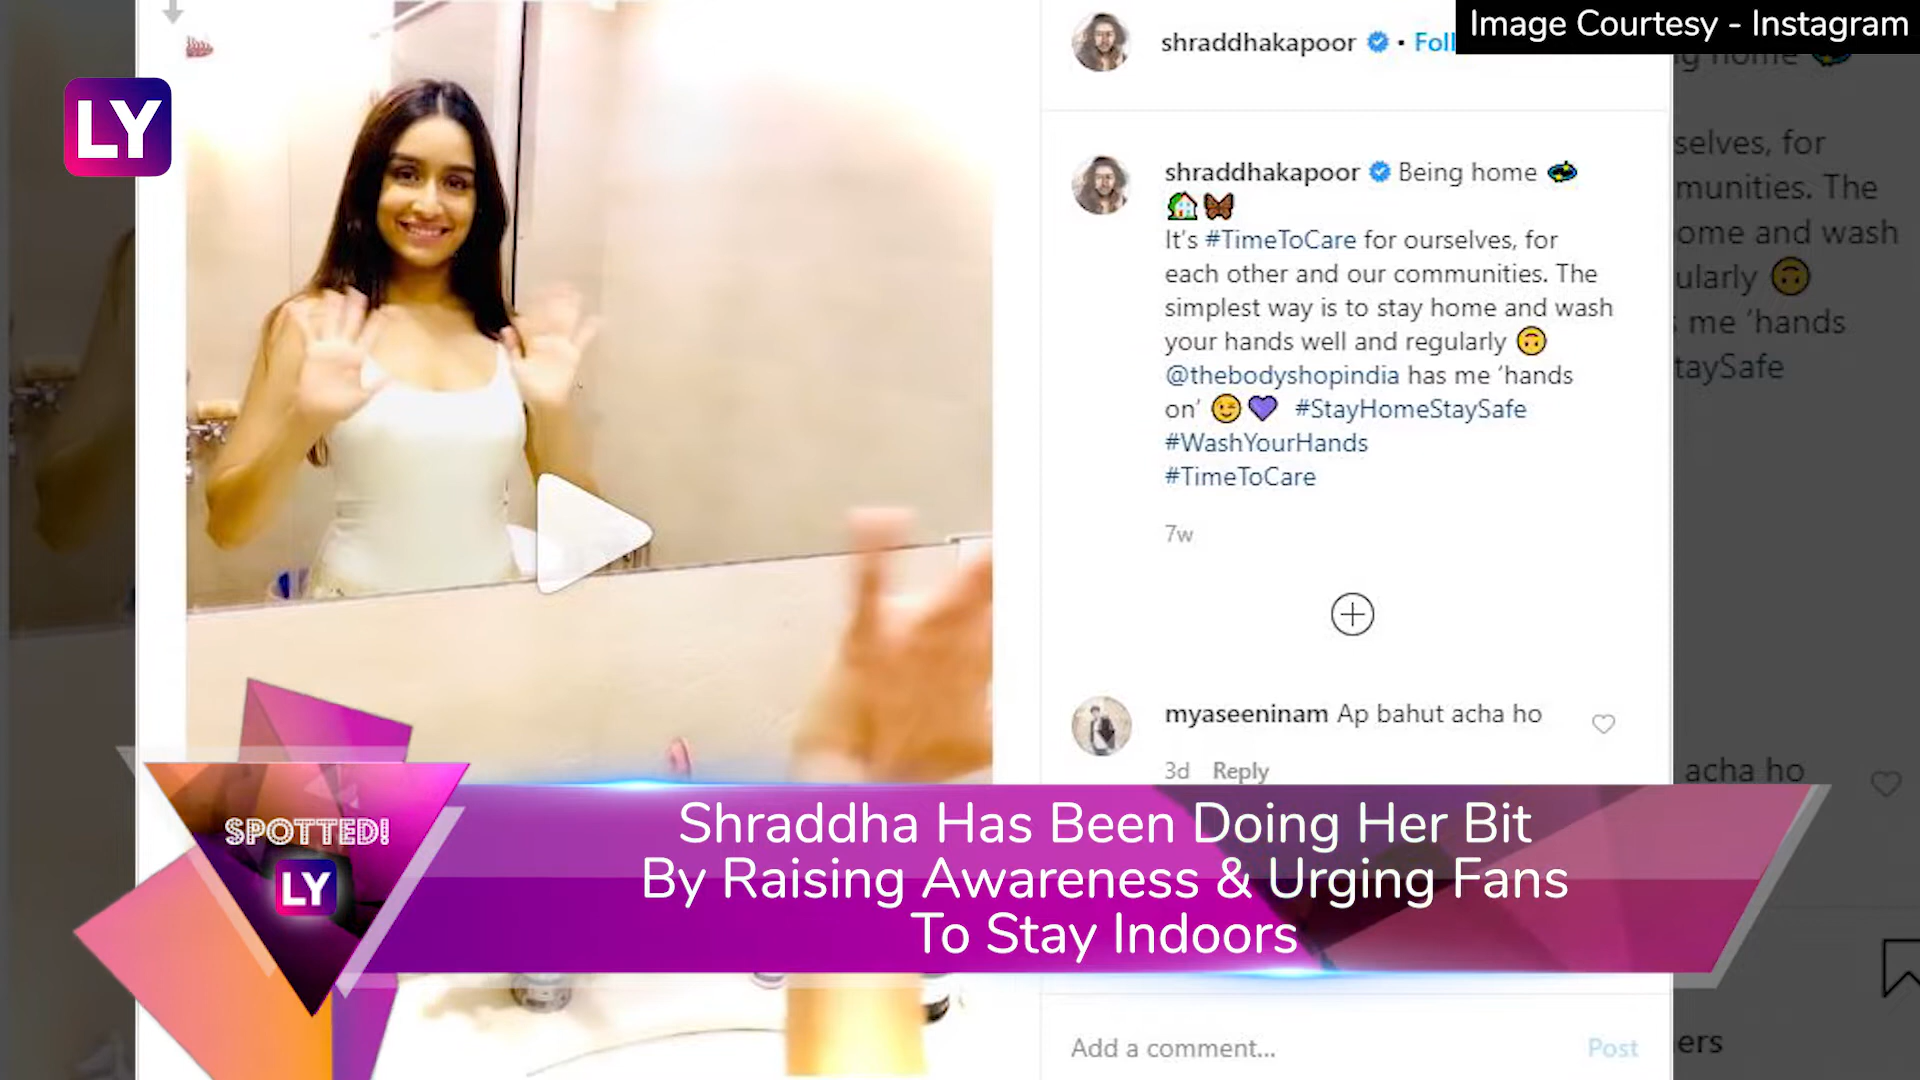 Image Courtesy - Instagram
LY
shraddhakapoor • Foll
shraddhakapoor Being home
It's #TimeToCare for ourselves, for
each other and our communities. The
simplest way is to stay home and wash
your hands well and regularly
@thebodyshopindia has me 'hands
on' #StayHomeStaySafe
#WashYourHands
#TimeToCare
7w
myaseeninam Ap bahut acha ho
3d Reply
selves, for
munities. The
ome and wash
ularly
me 'hands
taySafe
acha ho
SPOTTED!
LY
Shraddha Has Been Doing Her Bit
By Raising Awareness & Urging Fans
To Stay Indoors
Add a comment... Post
ers